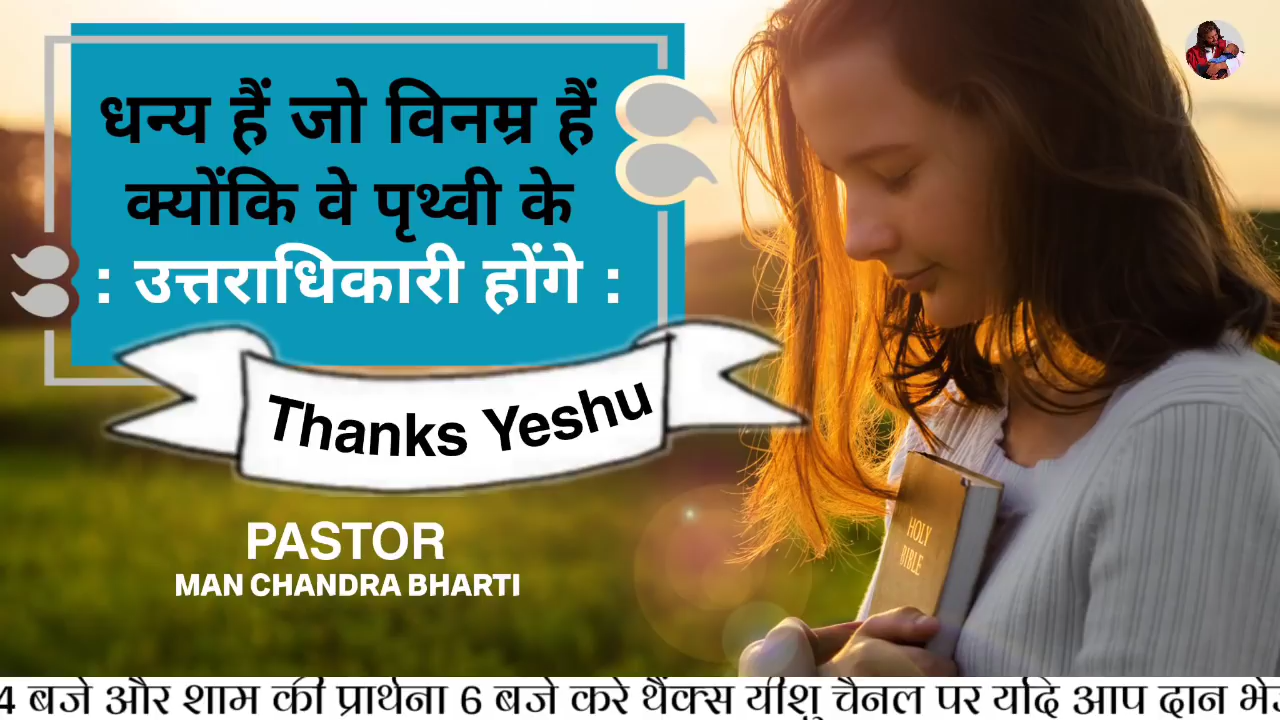 धन्य हैं जो विनम्र हैं
क्योंकि वे पृथ्वी के
: उत्तराधिकारी होंगे :
Thanks Yeshu
PASTOR
MAN CHANDRA BHARTI
HOLY
BIBLE
4 बजे और शाम की प्रार्थना 6 बजे करे थैंक्स यीशु चैनल पर यदि आप दान